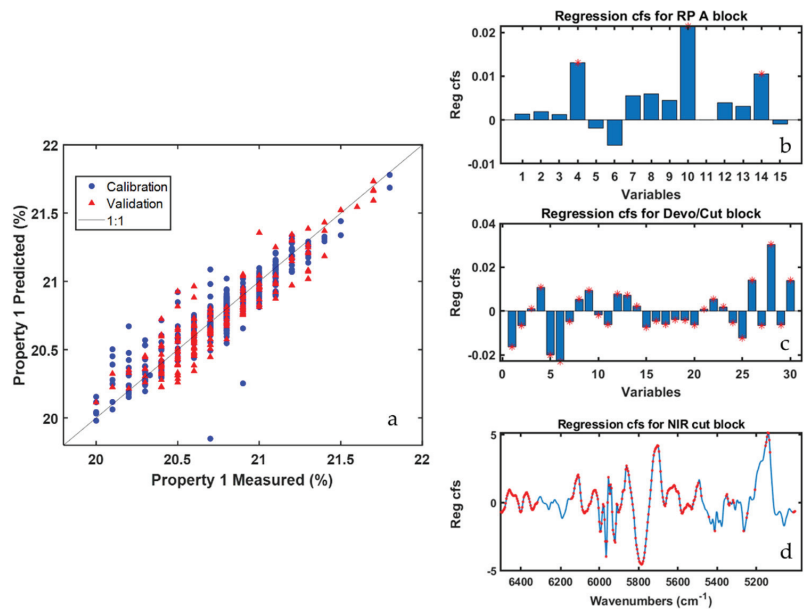 22
21.5
21
20.5
20
20
20.5
21
21.5
22
Property 1 Predicted (%)
Property 1 Measured (%)
Calibration
Validation
1:1
a
Regression cfs for RP A block
0.02
0.01
0
-0.01
Reg cfs
1 2 3 4 5 6 7 8 9 10 11 12 13 14 15
Variables
b
Regression cfs for Devo/Cut block
0.04
0.02
0
-0.02
Reg cfs
0 5 10 15 20 25 30
Variables
c
Regression cfs for NIR cut block
5
0
-5
Reg cfs
6400 6200 6000 5800 5600 5400 5200
Wavenumbers (cm⁻¹)
d